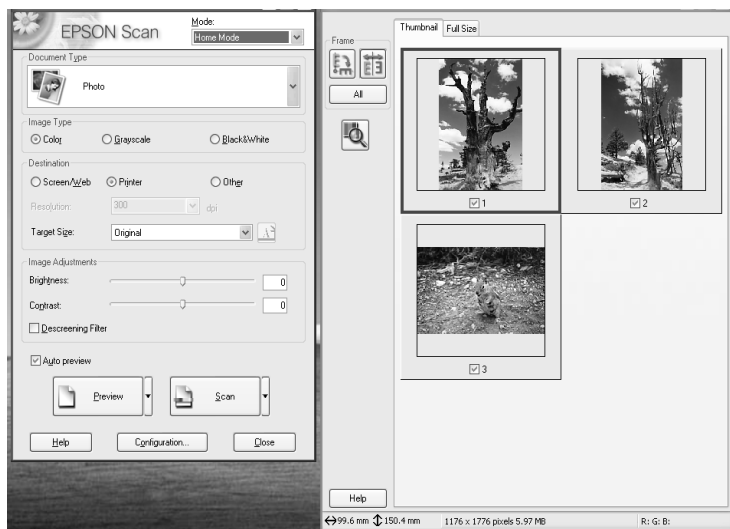 EPSON Scan
Mode:
Home Mode
Document Type
Photo
Image Type
Color Grayscale Black&White
Destination
Screen/Web Printer Other
Resolution: 300 dpi
Target Size: Original
Image Adjustments
Brightness: 0
Contrast: 0
Descreening Filter
Auto preview
Preview Scan
Help Configuration... Close
Frame
All
Help
Thumbnail Full Size
1 2
3
99.6 mm 150.4 mm 1176 x 1776 pixels 5.97 MB R: G: B: